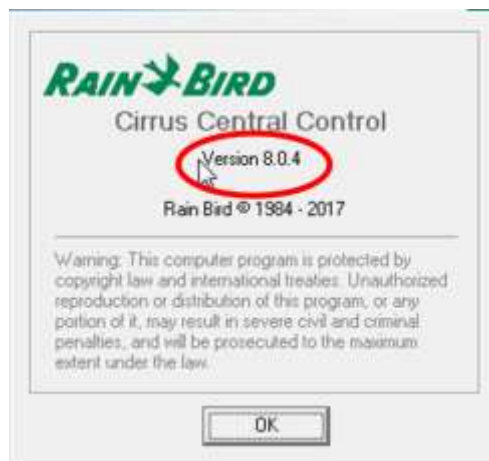 RAIN BIRD
Cirrus Central Control
Version 8.0.4
Rain Bird © 1984 - 2017
Warning: This computer program is protected by
copyright law and international treaties. Unauthorized
reproduction or distribution of this program, or any
portion of it, may result in severe civil and criminal
penalties, and will be prosecuted to the maximum
extent under the law.
OK